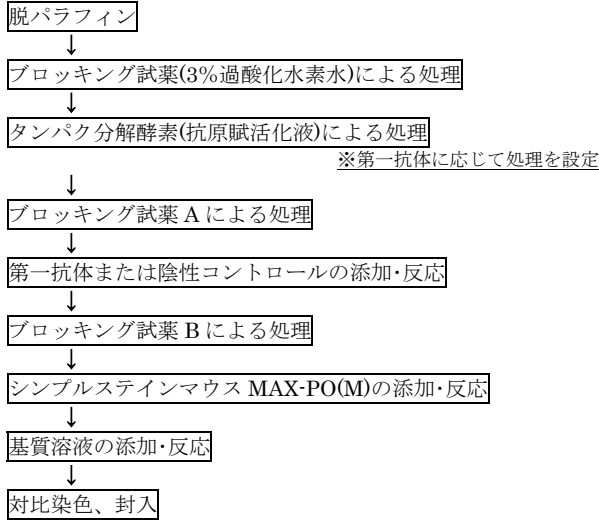 脱パラフィン
↓
ブロッキング試薬(3%過酸化水素水)による処理
↓
タンパク分解酵素(抗原賦活化液)による処理
※第一抗体に応じて処理を設定
↓
ブロッキング試薬 A による処理
↓
第一抗体または陰性コントロールの添加･反応
↓
ブロッキング試薬 B による処理
↓
シンプルステインマウス MAX-PO(M)の添加･反応
↓
基質溶液の添加･反応
↓
対比染色、封入